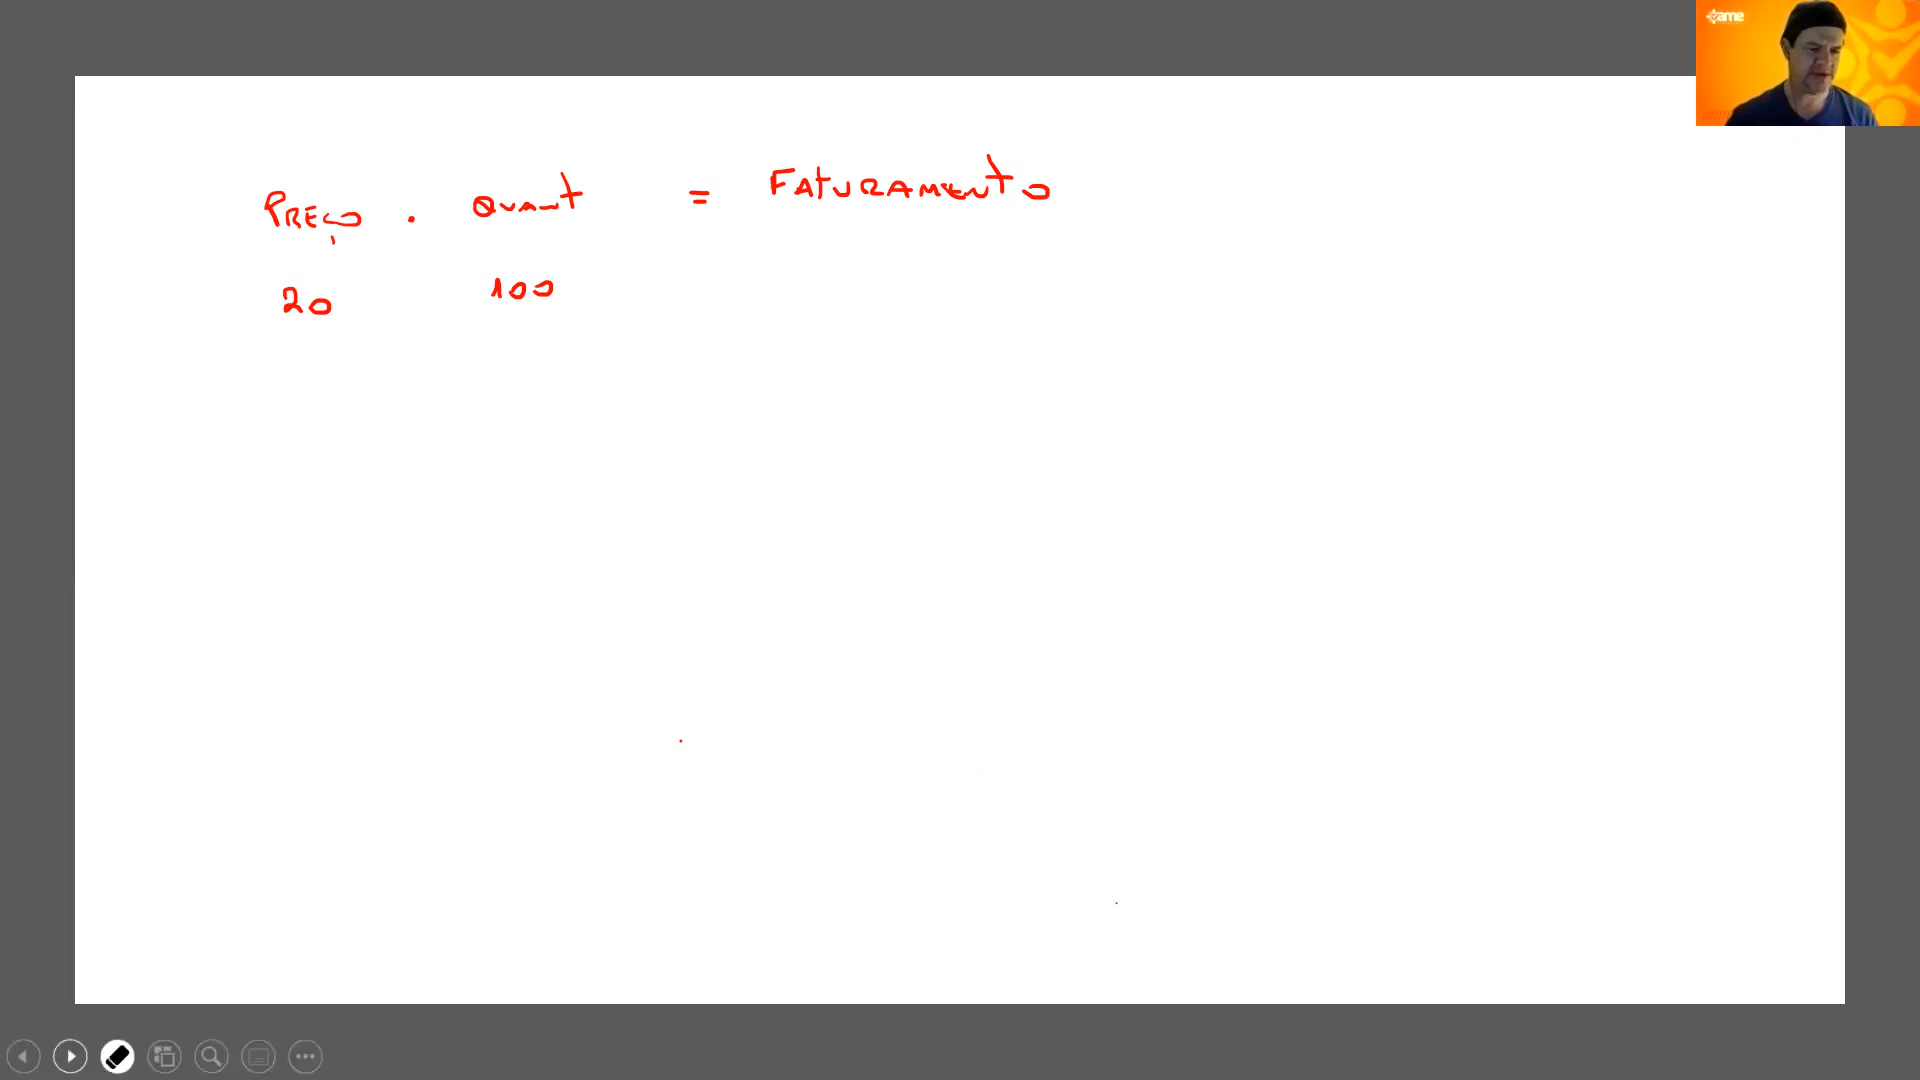 Preço . Quant = Faturamento
20 100